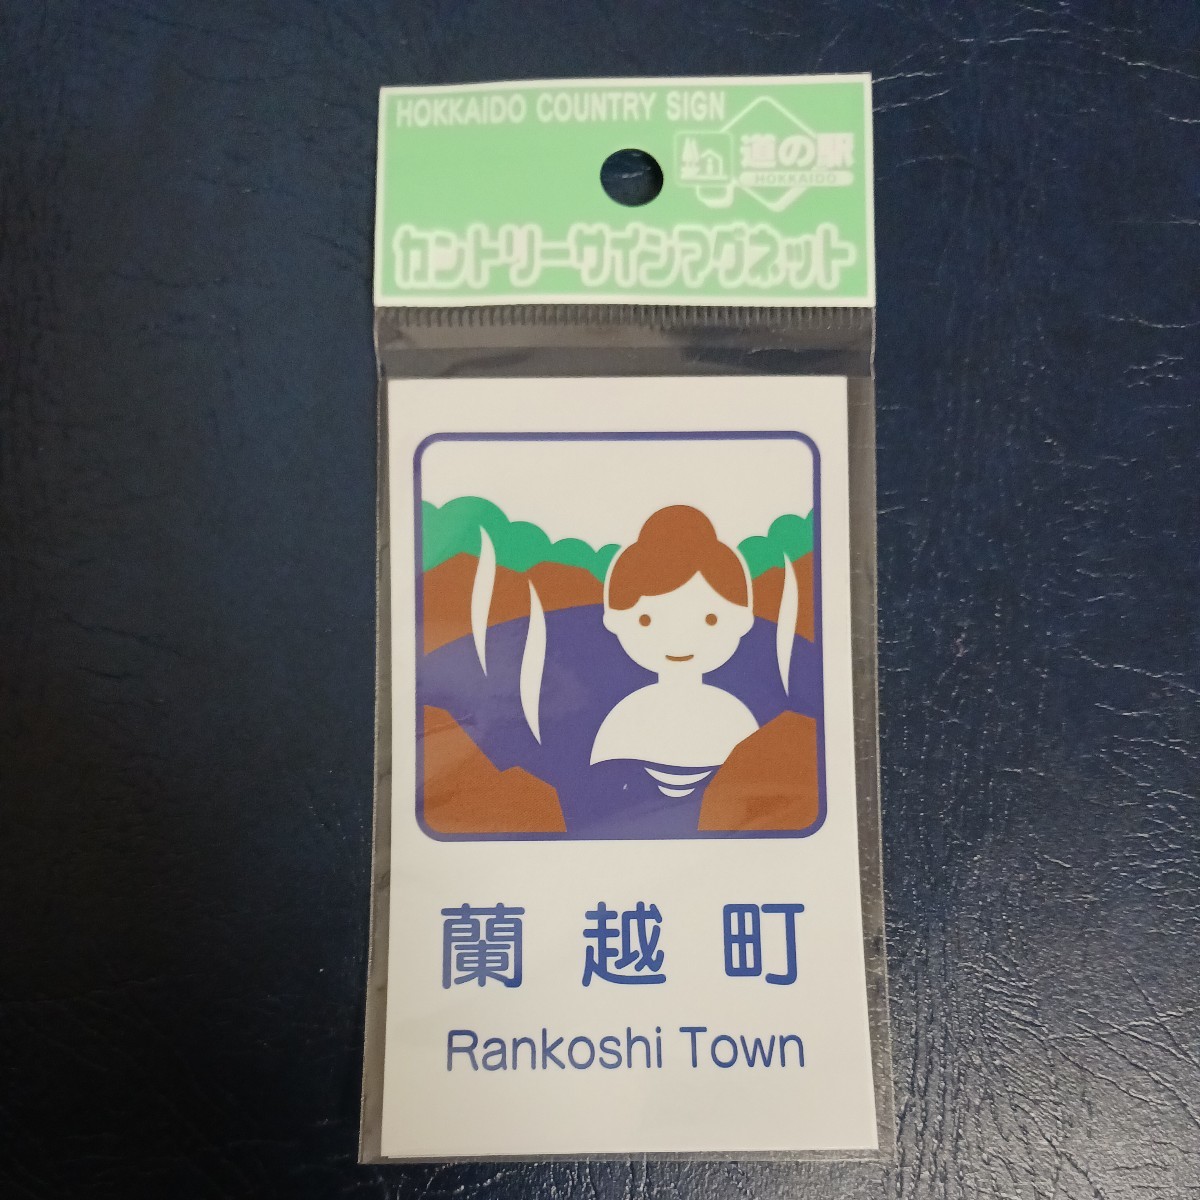 HOKKAIDO COUNTRY SIGN
道の駅
HOKKAIDO
カントリーサインマグネット
蘭越町
Rankoshi Town